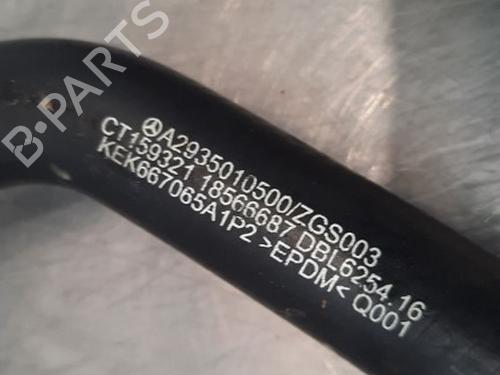 B-PARTS
A2935010500/ZGS003
CT159321 18566687 DBL6254.16
KEK667065A1P2 >EPDM< Q001